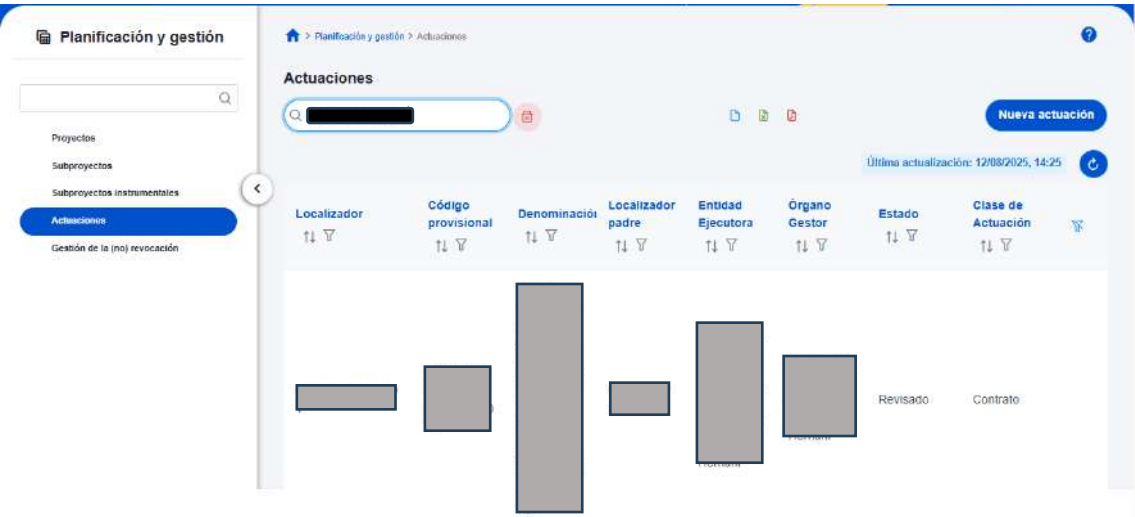 Planificación y gestión
> Planificación y gestión > Actuaciones
?
Actuaciones
Nueva actuación
Proyectos
Subproyectos
Subproyectos instrumentales
Actuaciones
Gestión de la (no) revocación
Última actualización: 12/08/2025, 14:25
Localizador
Código provisional
Denominación
Localizador padre
Entidad Ejecutora
Órgano Gestor
Estado
Clase de Actuación
Revisado
Contrato